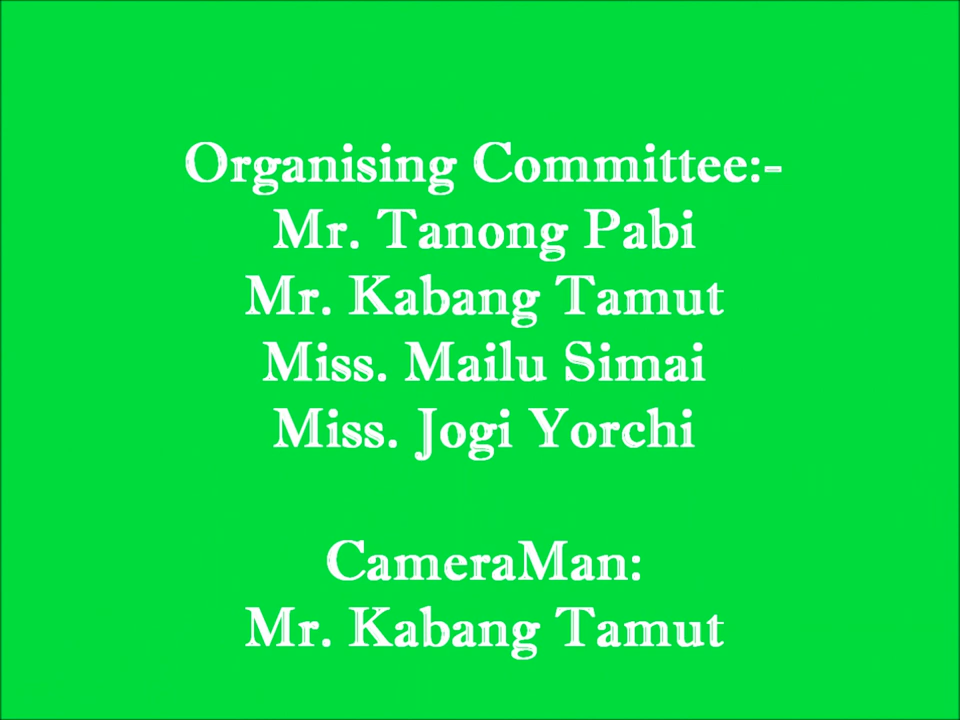 Organising Committee:-
Mr. Tanong Pabi
Mr. Kabang Tamut
Miss. Mailu Simai
Miss. Jogi Yorchi
CameraMan:
Mr. Kabang Tamut